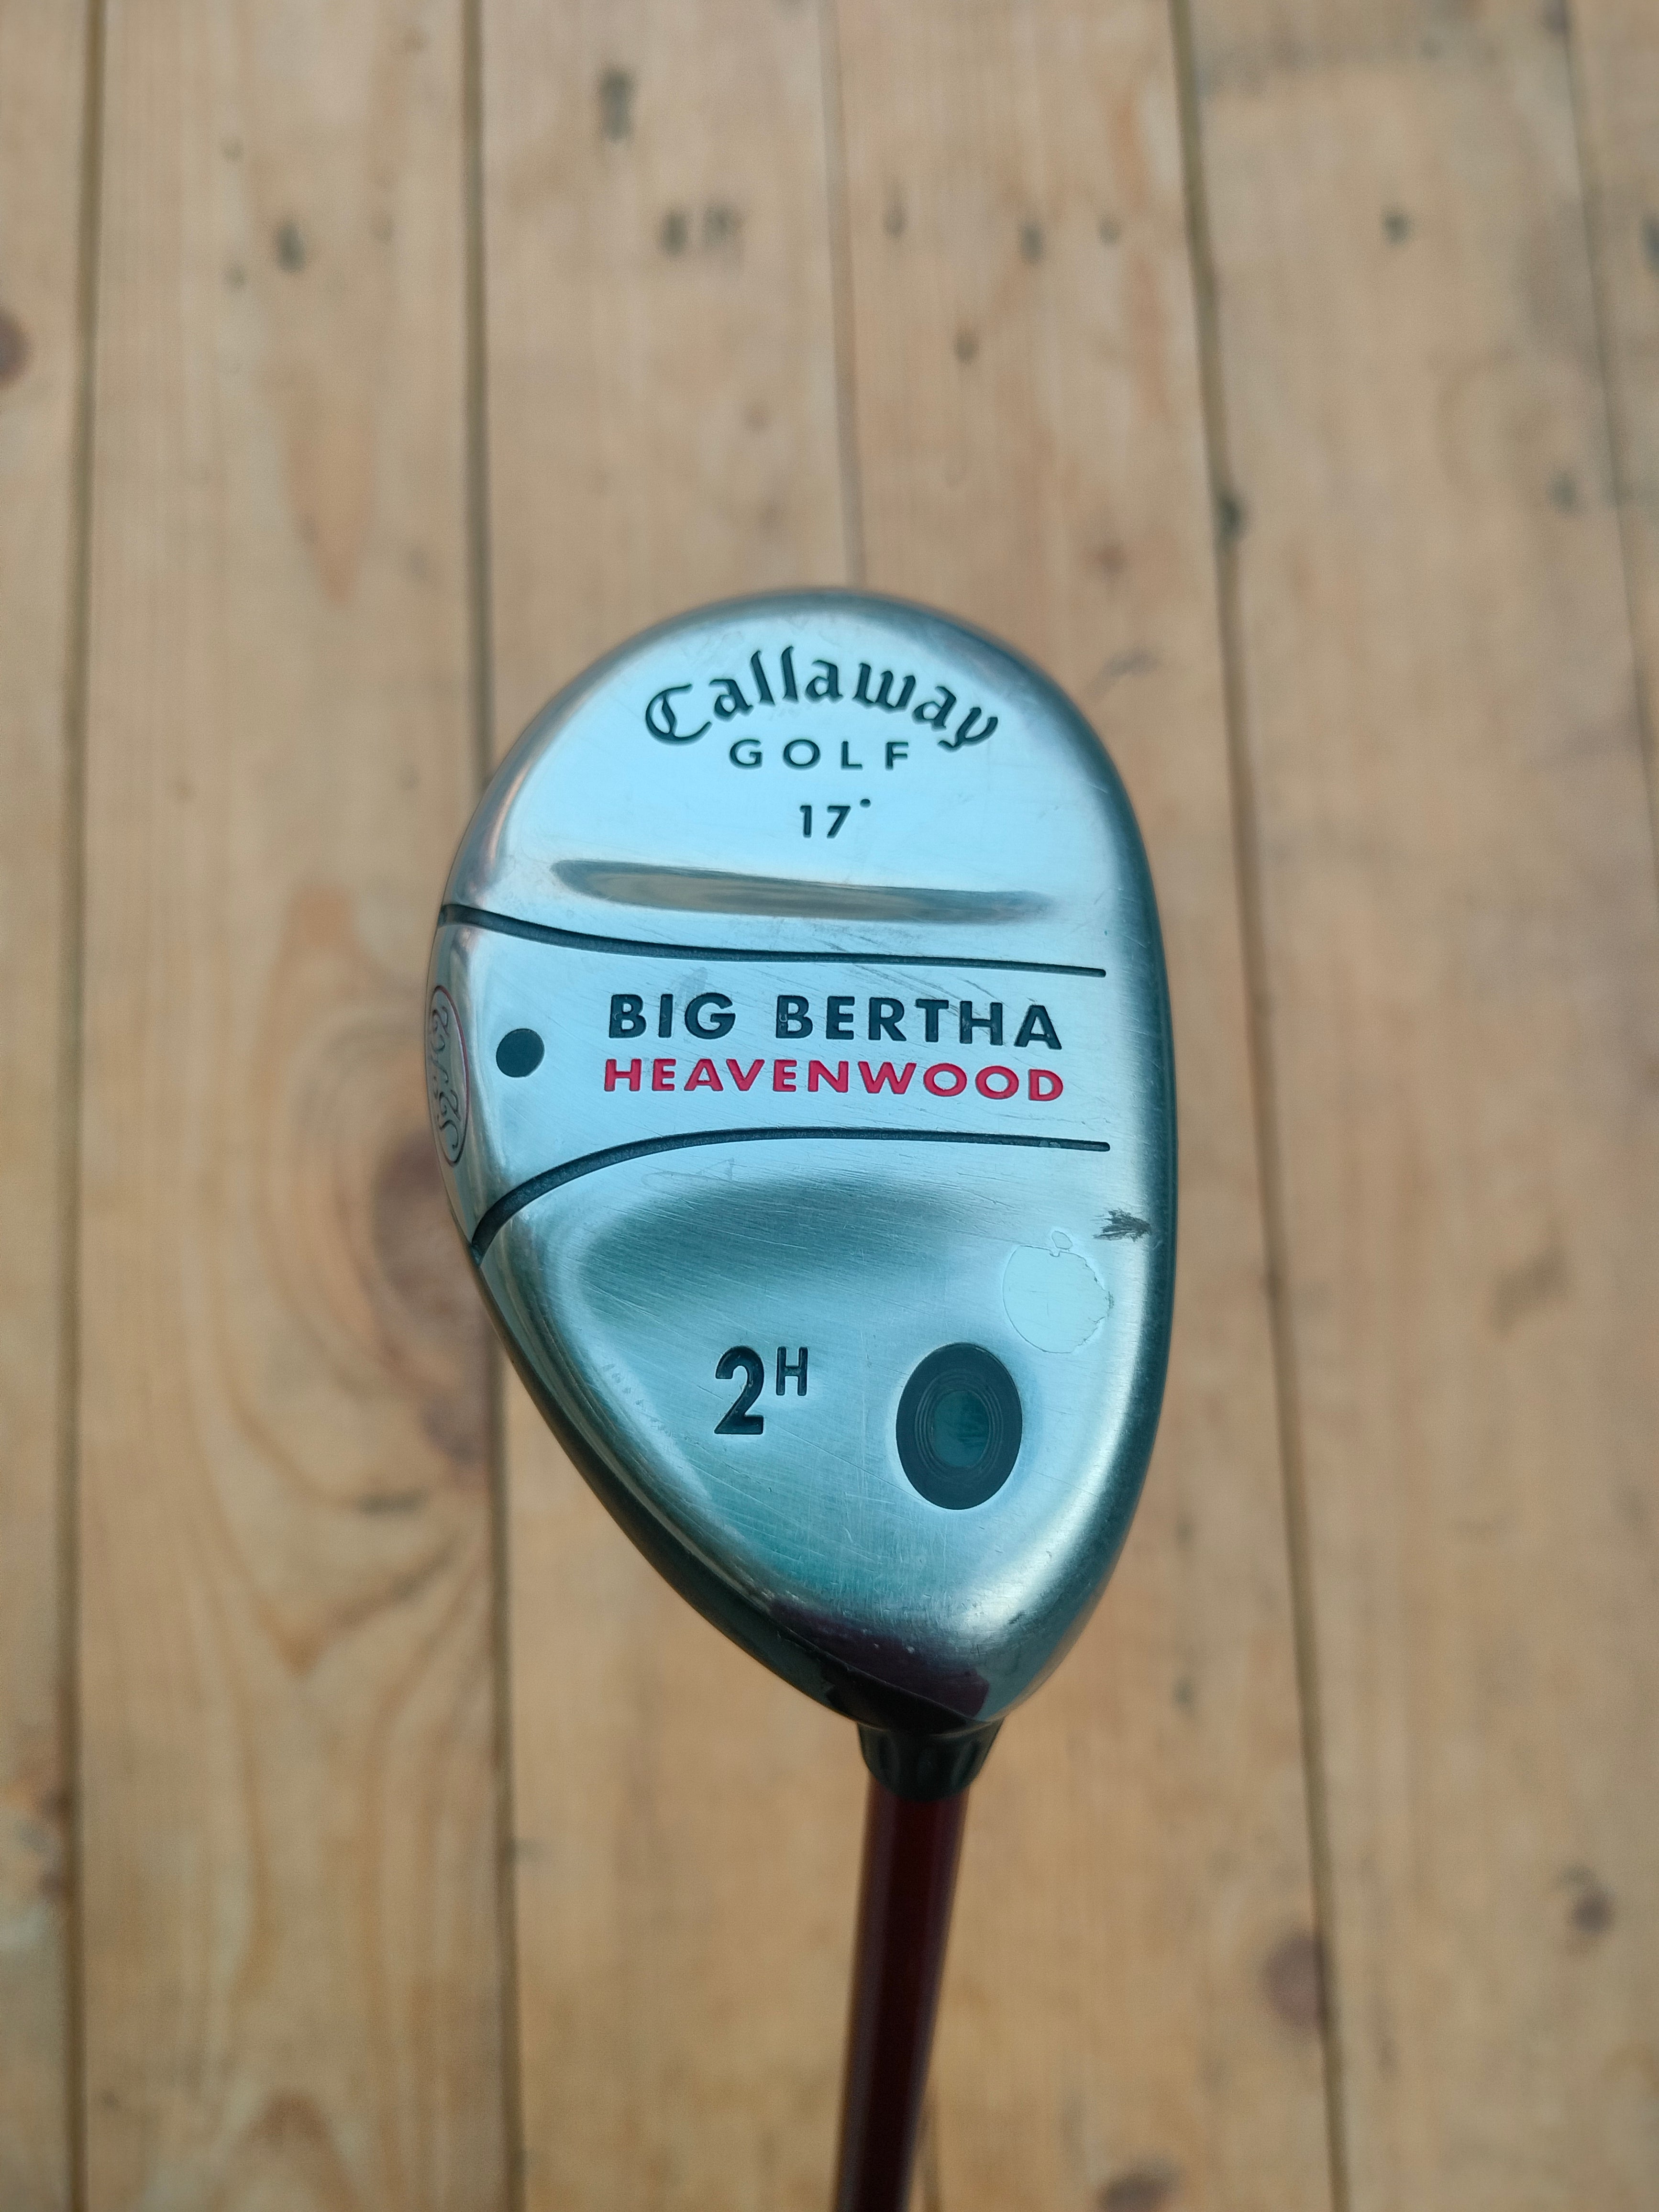 Callaway
GOLF
17°
BIG BERTHA
HEAVENWOOD
2H